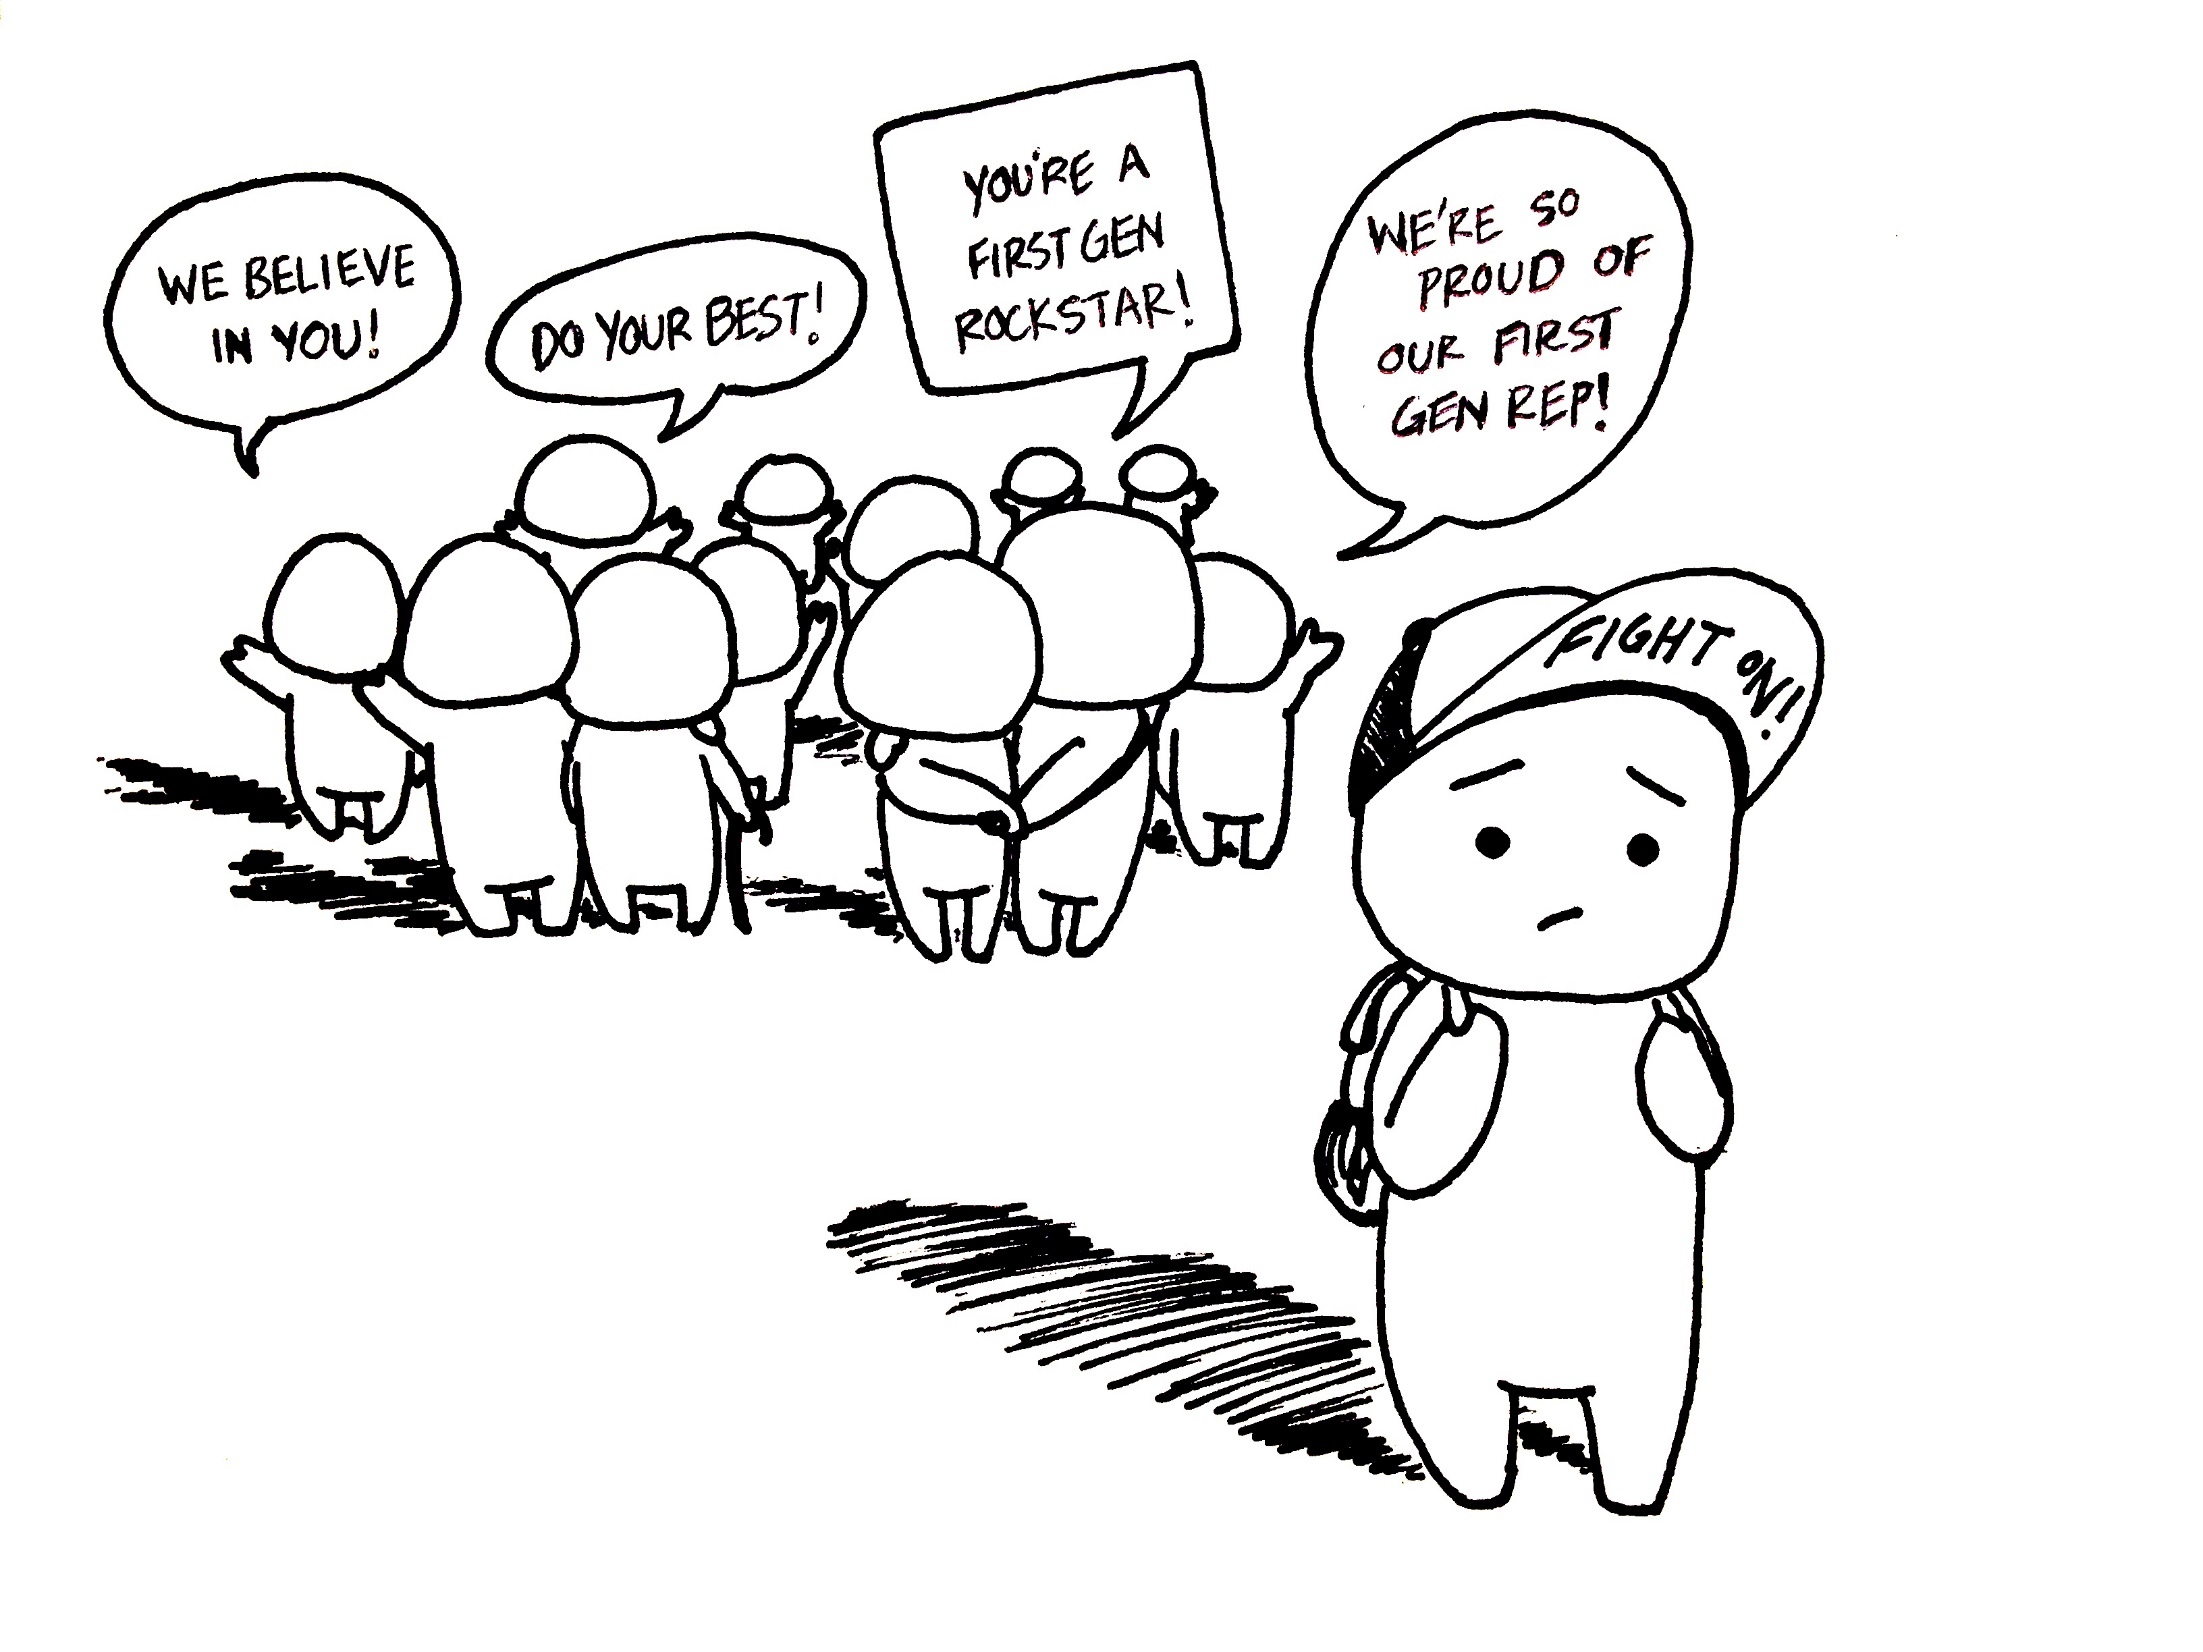 WE BELIEVE
IN YOU!
DO YOUR BEST!
YOU'RE A
FIRST GEN
ROCKSTAR!
WE'RE SO
PROUD OF
OUR FIRST
GEN REP!
FIGHT ON!